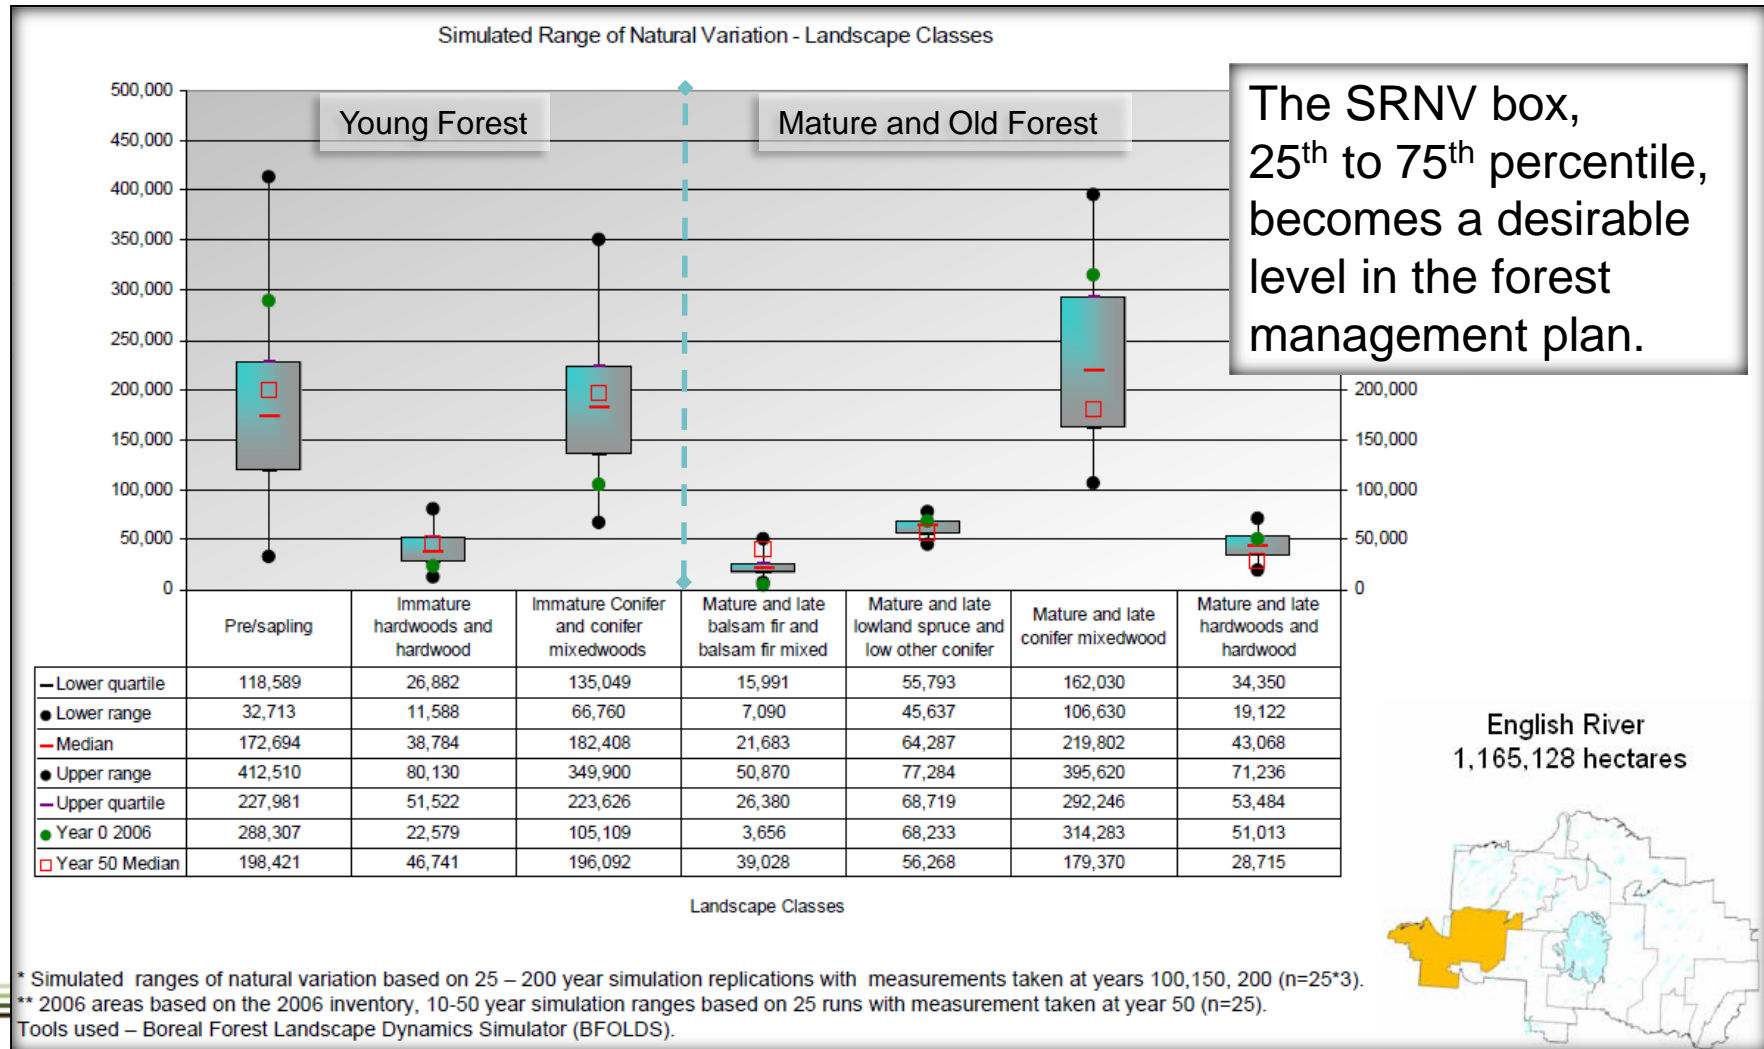 Simulated Range of Natural Variation - Landscape Classes
500,000
450,000
400,000
350,000
300,000
250,000
200,000
150,000
100,000
50,000
0
Young Forest
Mature and Old Forest
The SRNV box,
25th to 75th percentile,
becomes a desirable
level in the forest
management plan.
200,000
150,000
100,000
50,000
0
Pre/sapling
Immature
hardwoods and
hardwood
Immature Conifer
and conifer
mixedwoods
Mature and late
balsam fir and
balsam fir mixed
Mature and late
lowland spruce and
low other conifer
Mature and late
conifer mixedwood
Mature and late
hardwoods and
hardwood
Lower quartile 118,589 26,882 135,049 15,991 55,793 162,030 34,350
Lower range 32,713 11,588 66,760 7,090 45,637 106,630 19,122
Median 172,694 38,784 182,408 21,683 64,287 219,802 43,068
Upper range 412,510 80,130 349,900 50,870 77,284 395,620 71,236
Upper quartile 227,981 51,522 223,626 26,380 68,719 292,246 53,484
Year 0 2006 288,307 22,579 105,109 3,656 68,233 314,283 51,013
Year 50 Median 198,421 46,741 196,092 39,028 56,268 179,370 28,715
Landscape Classes
English River
1,165,128 hectares
* Simulated ranges of natural variation based on 25 – 200 year simulation replications with measurements taken at years 100,150, 200 (n=25*3).
** 2006 areas based on the 2006 inventory, 10-50 year simulation ranges based on 25 runs with measurement taken at year 50 (n=25).
Tools used – Boreal Forest Landscape Dynamics Simulator (BFOLDS).